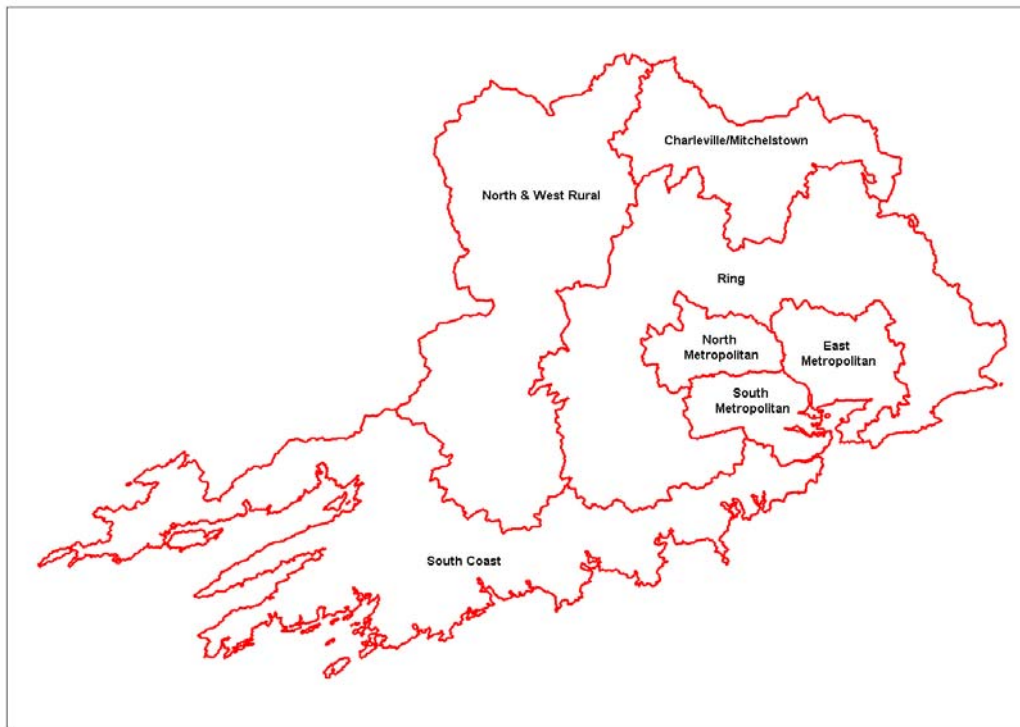 Charleville/Mitchelstown
North & West Rural
Ring
North
Metropolitan
East
Metropolitan
South
Metropolitan
South Coast